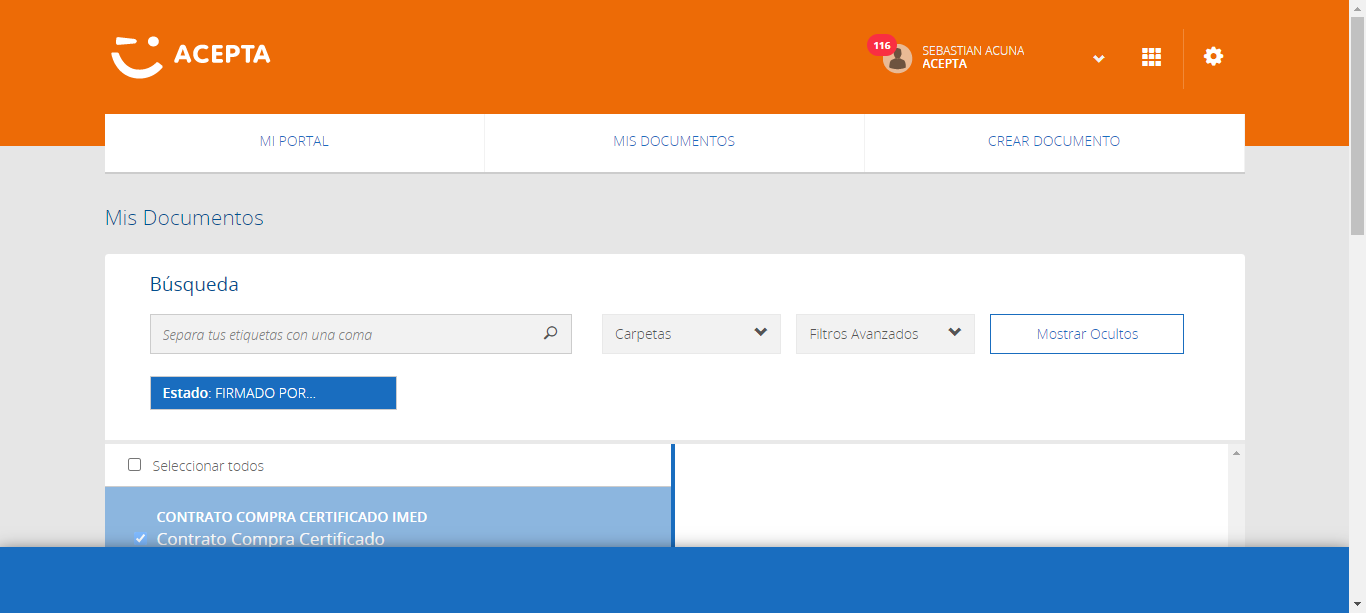 ACEPTA
116
SEBASTIAN ACUNA
ACEPTA
MI PORTAL
MIS DOCUMENTOS
CREAR DOCUMENTO
Mis Documentos
Búsqueda
Separa tus etiquetas con una coma
Carpetas
Filtros Avanzados
Mostrar Ocultos
Estado: FIRMADO POR...
Seleccionar todos
CONTRATO COMPRA CERTIFICADO IMED
Contrato Compra Certificado